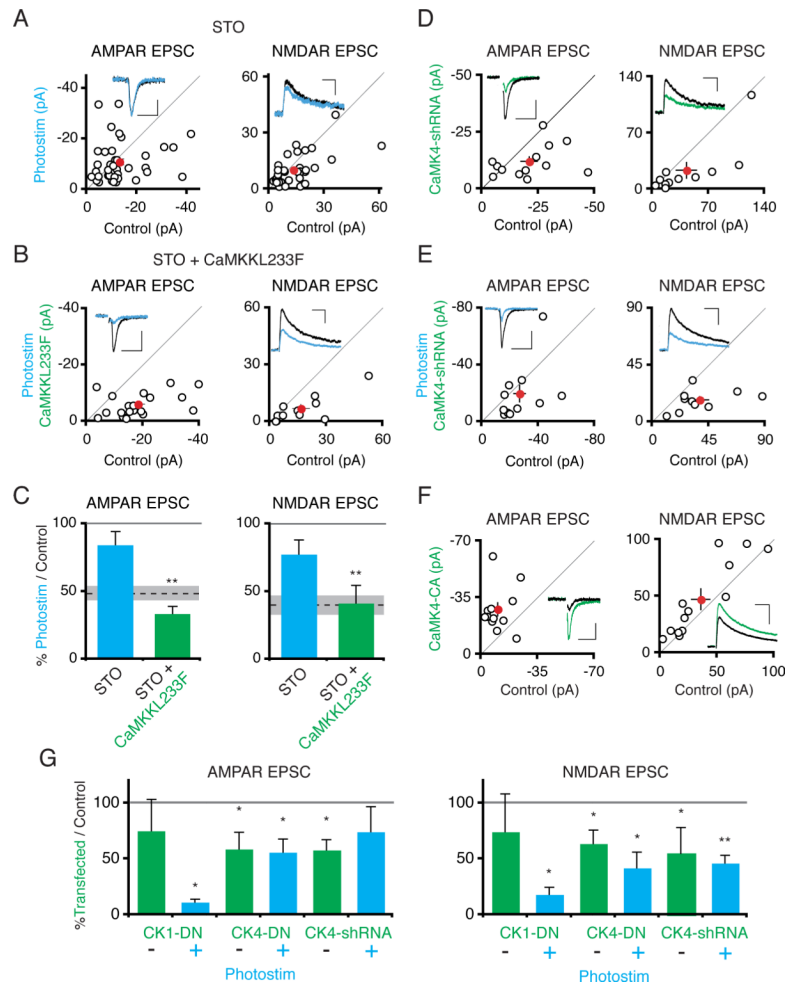 A
STO
AMPAR EPSC
NMDAR EPSC
Photostim (pA)
-40
-20
0
0
-20
-40
Control (pA)
60
30
0
0
30
60
Control (pA)
D
AMPAR EPSC
NMDAR EPSC
CaMK4-shRNA (pA)
-50
-25
0
0
-25
-50
Control (pA)
140
70
0
0
70
140
Control (pA)
B
STO + CaMKKL233F
AMPAR EPSC
NMDAR EPSC
Photostim
CaMKKL233F (pA)
-40
-20
0
0
-20
-40
Control (pA)
60
30
0
0
30
60
Control (pA)
E
AMPAR EPSC
NMDAR EPSC
Photostim
CaMK4-shRNA (pA)
-80
-40
0
0
-40
-80
Control (pA)
90
45
0
0
45
90
Control (pA)
C
AMPAR EPSC
NMDAR EPSC
% Photostim / Control
100
50
0
**
STO
STO +
CaMKKL233F
100
50
0
**
STO
STO +
CaMKKL233F
F
AMPAR EPSC
NMDAR EPSC
CaMK4-CA (pA)
-70
-35
0
0
-35
-70
Control (pA)
100
50
0
0
50
100
Control (pA)
G
AMPAR EPSC
%Transfected / Control
100
50
0
* * * *
CK1-DN CK4-DN CK4-shRNA
- + - + - +
Photostim
NMDAR EPSC
100
50
0
* * * * **
CK1-DN CK4-DN CK4-shRNA
- + - + - +
Photostim